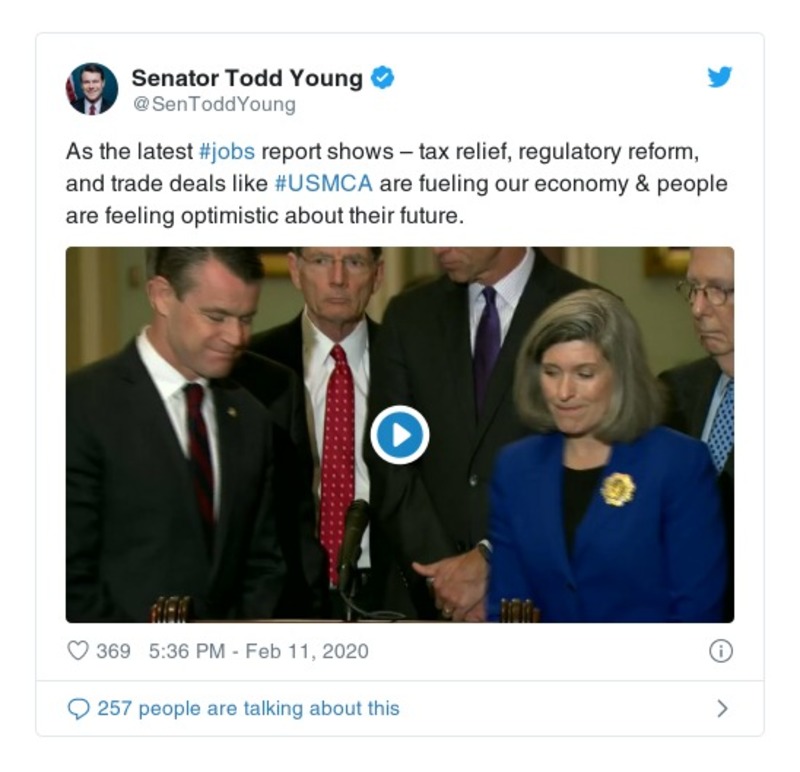 Senator Todd Young
@SenToddYoung
As the latest #jobs report shows – tax relief, regulatory reform,
and trade deals like #USMCA are fueling our economy & people
are feeling optimistic about their future.
369 5:36 PM - Feb 11, 2020
257 people are talking about this